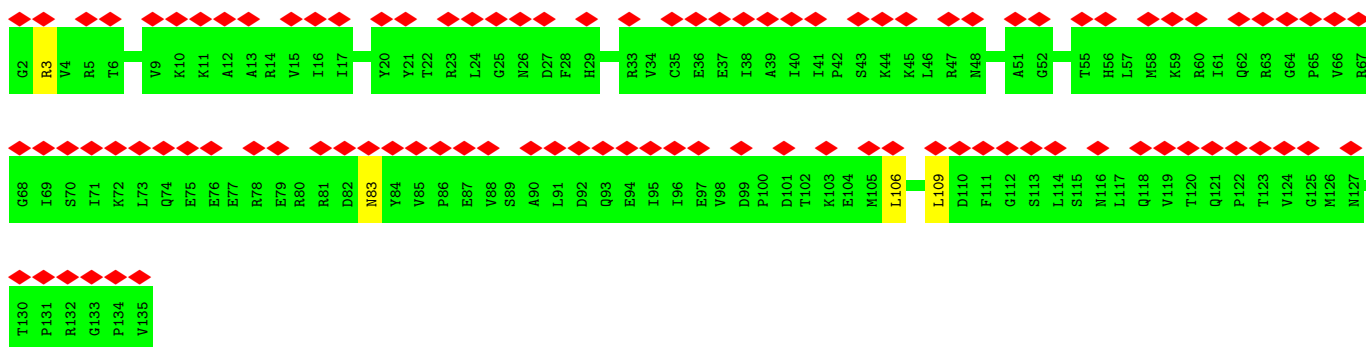 G2 R3 V4 R5 T6 V9 K10 K11 A12 A13 R14 V15 I16 I17 Y20 Y21 T22 R23 L24 G25 N26 D27 F28 H29 R33 V34 C35 E36 E37 I38 A39 I40 I41 P42 S43 K44 K45 L46 R47 N48 A51 G52 T55 H56 L57 M58 K59 R60 I61 Q62 R63 G64 P65 V66 R67
G68 I69 S70 I71 K72 L73 Q74 E75 E76 E77 R78 E79 R80 R81 D82 N83 Y84 V85 P86 E87 V88 S89 A90 L91 D92 Q93 E94 I95 I96 E97 V98 D99 P100 D101 T102 K103 E104 M105 L106 L109 D110 F111 G112 S113 L114 S115 N116 L117 Q118 V119 T120 Q121 P122 T123 V124 G125 M126 N127
T130 P131 R132 G133 P134 V135